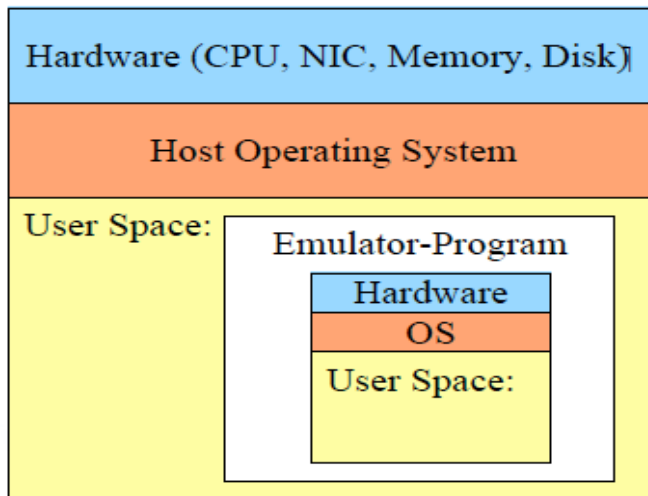 Hardware (CPU, NIC, Memory, Disk)
Host Operating System
User Space:
Emulator-Program
Hardware
OS
User Space: